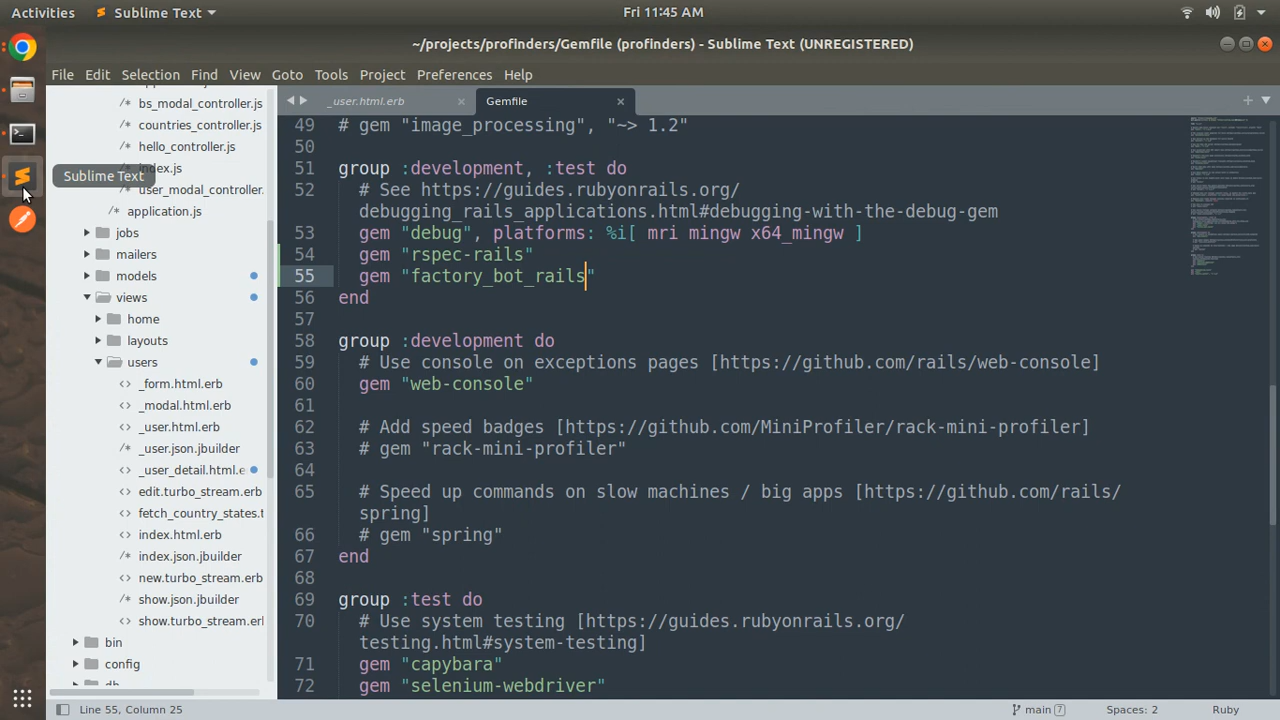 Activities
Sublime Text
Fri 11:45 AM
~/projects/profinders/Gemfile (profinders) - Sublime Text (UNREGISTERED)
File Edit Selection Find View Goto Tools Project Preferences Help
_user.html.erb
Gemfile
bs_modal_controller.js
countries_controller.js
hello_controller.js
index.js
Sublime Text
user_modal_controller.
application.js
jobs
mailers
models
views
home
layouts
users
_form.html.erb
_modal.html.erb
_user.html.erb
_user.json.jbuilder
_user_detail.html.e
edit.turbo_stream.erb
fetch_country_states.t
index.html.erb
index.json.jbuilder
new.turbo_stream.erb
show.json.jbuilder
show.turbo_stream.erb
bin
config
49 # gem "image_processing", "~> 1.2"
50
51 group :development, :test do
52 # See https://guides.rubyonrails.org/
debugging_rails_applications.html#debugging-with-the-debug-gem
53 gem "debug", platforms: %i[ mri mingw x64_mingw ]
54 gem "rspec-rails"
55 gem "factory_bot_rails"
56 end
57
58 group :development do
59 # Use console on exceptions pages [https://github.com/rails/web-console]
60 gem "web-console"
61
62 # Add speed badges [https://github.com/MiniProfiler/rack-mini-profiler]
63 # gem "rack-mini-profiler"
64
65 # Speed up commands on slow machines / big apps [https://github.com/rails/
spring]
66 # gem "spring"
67 end
68
69 group :test do
70 # Use system testing [https://guides.rubyonrails.org/
testing.html#system-testing]
71 gem "capybara"
72 gem "selenium-webdriver"
Line 55, Column 25
main 7
Spaces: 2
Ruby